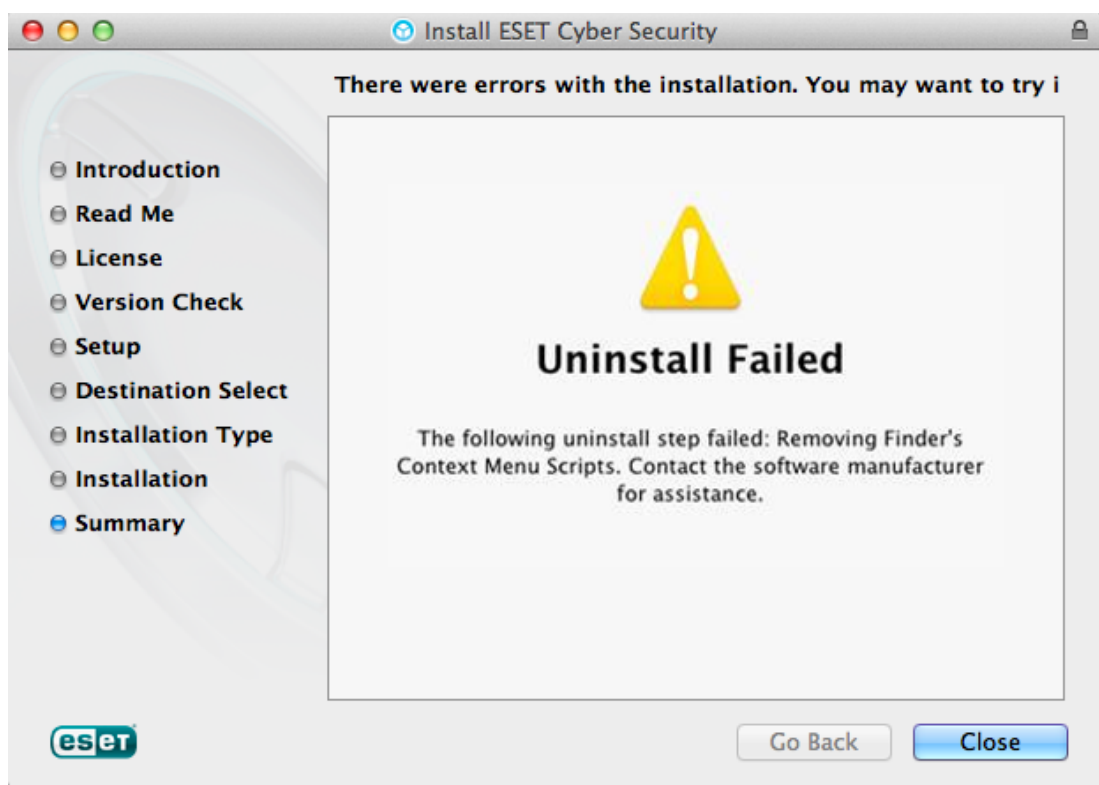 Install ESET Cyber Security
There were errors with the installation. You may want to try i
Introduction
Read Me
License
Version Check
Setup
Destination Select
Installation Type
Installation
Summary
Uninstall Failed
The following uninstall step failed: Removing Finder's
Context Menu Scripts. Contact the software manufacturer
for assistance.
eseT
Go Back
Close